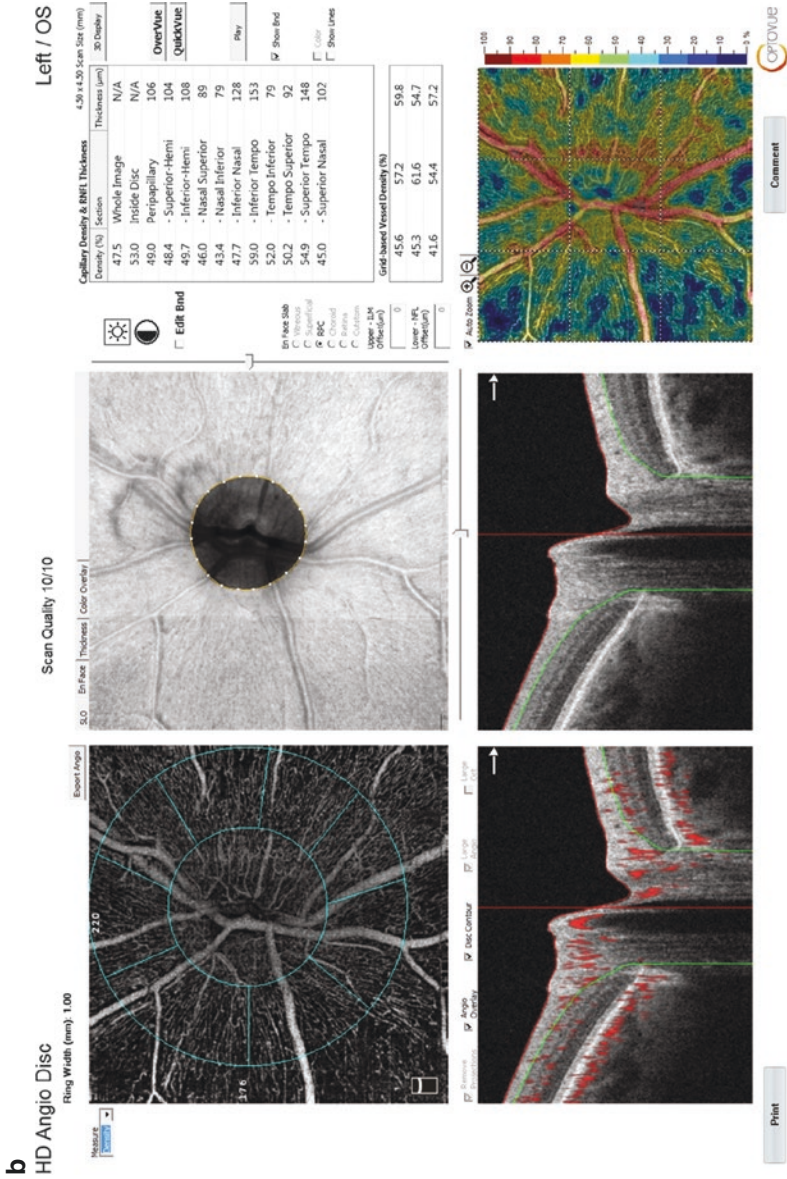 b
HD Angio Disc
Scan Quality 10/10
Left / OS
Measure
Density
Ring Width (mm): 1.00
Export Angio
220
176
SLO En Face Thickness Color Overlay
Edit Bnd
En Face Slab
Vitreous
Superficial
RPC
Choroid
Retina
Custom
Upper - ILM
Offset(µm)
0
Lower - NFL
Offset(µm)
0
Capillary Density & RNFL Thickness
4.50 x 4.50 Scan Size (mm)
Density (%) Section Thickness (µm)
47.5 Whole Image N/A
53.0 Inside Disc N/A
49.0 Peripapillary 106
48.4 - Superior-Hemi 104
49.7 - Inferior-Hemi 108
46.0 - Nasal Superior 89
43.4 - Nasal Inferior 79
47.7 - Inferior Nasal 128
59.0 - Inferior Tempo 153
52.0 - Tempo Inferior 79
50.2 - Tempo Superior 92
54.9 - Superior Tempo 148
45.0 - Superior Nasal 102
Grid-based Vessel Density (%)
45.6 57.2 59.8
45.3 61.6 54.7
41.6 54.4 57.2
3D Display
OverVue
QuickVue
Play
Show Bnd
Color
Show Lines
Remove
Projections
Angio
Overlay
Disc Contour
Large
Angio
Large
Oct
Auto Zoom
100
90
80
70
60
50
40
30
20
10
0 %
Print
Comment
OPTOVUE